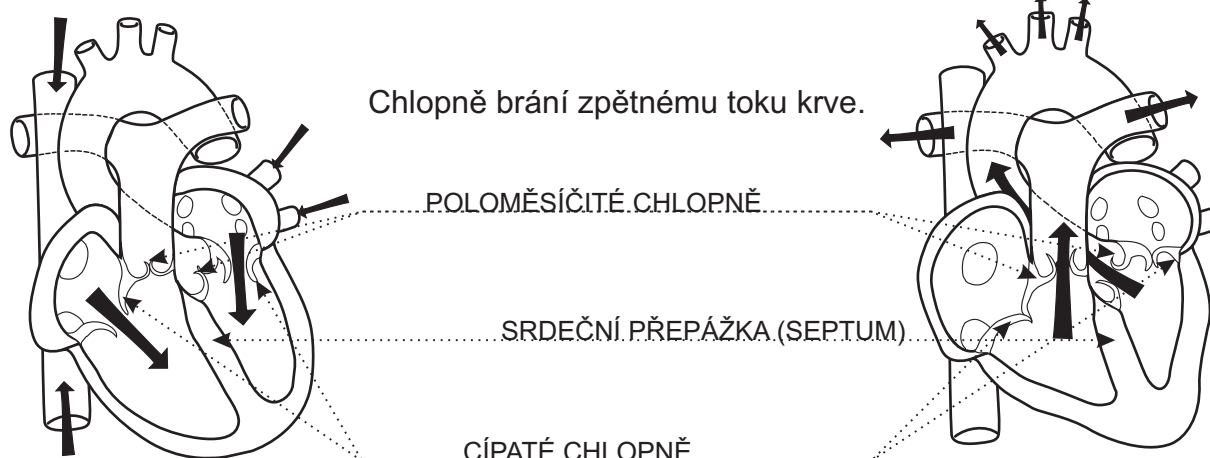 Chlopně brání zpětnému toku krve.
POLOMĚSÍČITÉ CHLOPNĚ
SRDEČNÍ PŘEPÁŽKA (SEPTUM)
CÍPATÉ CHLOPNĚ